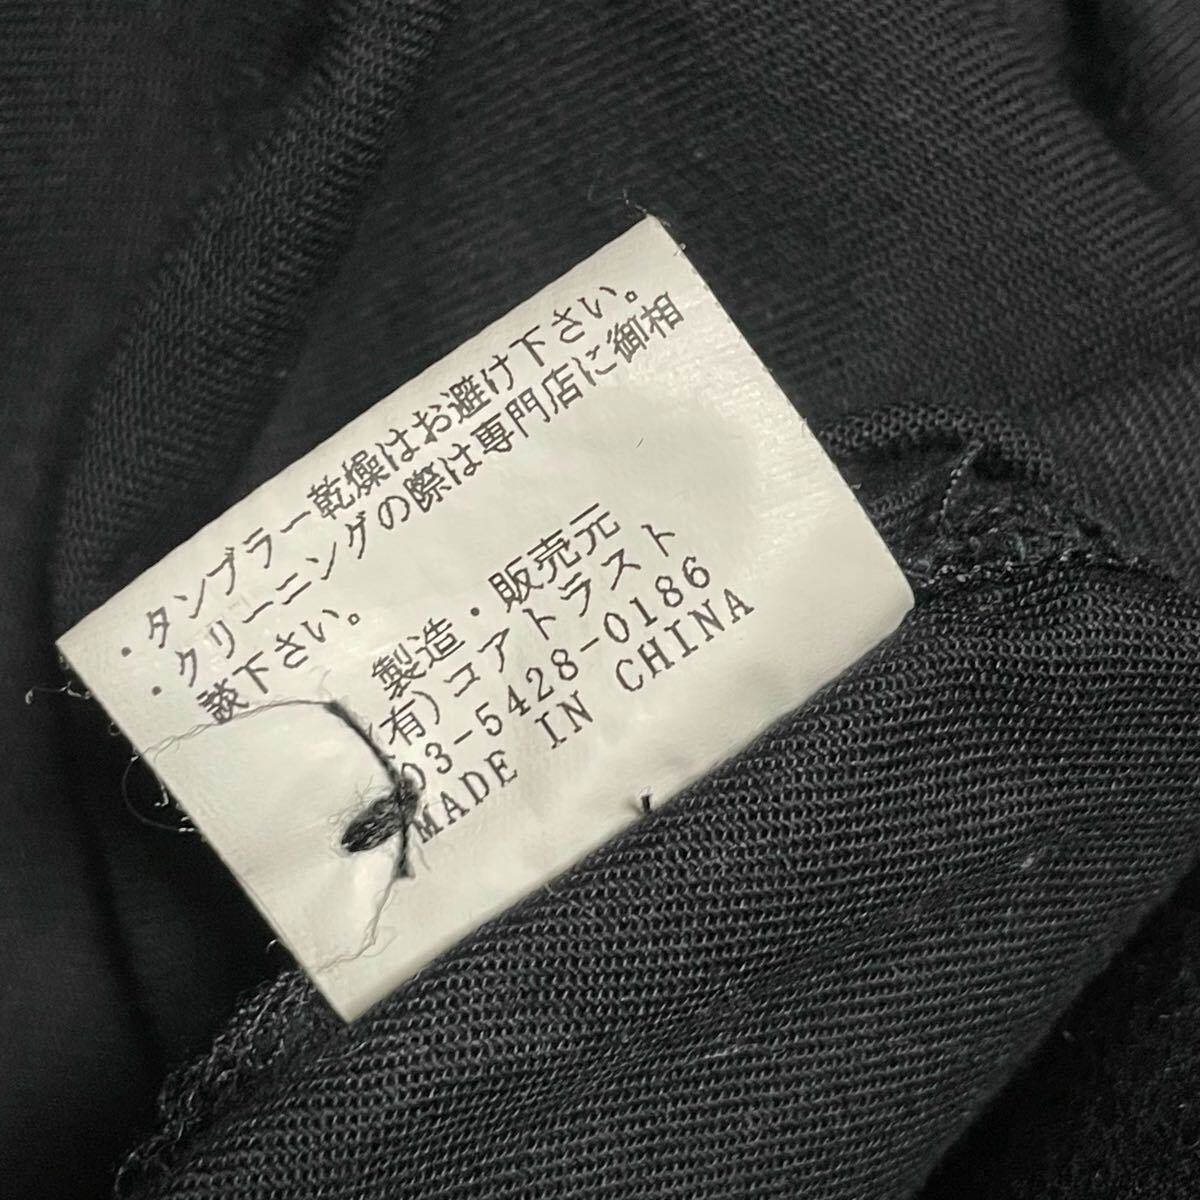 ・タンブラー乾燥はお避け下さい。
・クリーニングの際は専門店に御相
談下さい。
製造・販売元
(有)コアトラスト
03-5428-0186
MADE IN CHINA